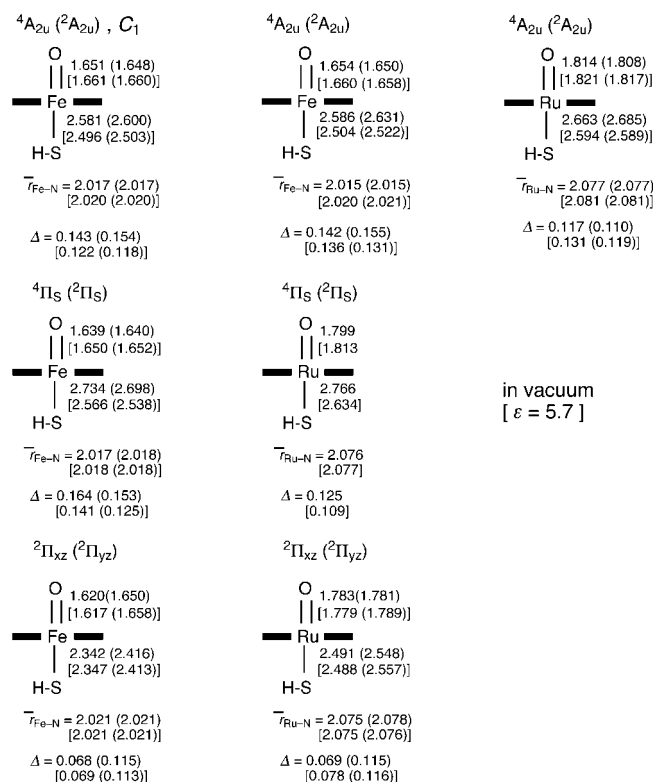 ⁴A₂ᵤ (²A₂ᵤ) , C₁
O
1.651 (1.648)
[1.661 (1.660)]
Fe
2.581 (2.600)
[2.496 (2.503)]
H-S
r̅Fe–N = 2.017 (2.017)
[2.020 (2.020)]
Δ = 0.143 (0.154)
[0.122 (0.118)]
⁴A₂ᵤ (²A₂ᵤ)
O
1.654 (1.650)
[1.660 (1.658)]
Fe
2.586 (2.631)
[2.504 (2.522)]
H-S
r̅Fe–N = 2.015 (2.015)
[2.020 (2.021)]
Δ = 0.142 (0.155)
[0.136 (0.131)]
⁴A₂ᵤ (²A₂ᵤ)
O
1.814 (1.808)
[1.821 (1.817)]
Ru
2.663 (2.685)
[2.594 (2.589)]
H-S
r̅Ru–N = 2.077 (2.077)
[2.081 (2.081)]
Δ = 0.117 (0.110)
[0.131 (0.119)]
⁴Πₛ (²Πₛ)
O
1.639 (1.640)
[1.650 (1.652)]
Fe
2.734 (2.698)
[2.566 (2.538)]
H-S
r̅Fe–N = 2.017 (2.018)
[2.018 (2.018)]
Δ = 0.164 (0.153)
[0.141 (0.125)]
⁴Πₛ (²Πₛ)
O
1.799
[1.813
Ru
2.766
[2.634]
H-S
r̅Ru–N = 2.076
[2.077]
Δ = 0.125
[0.109]
in vacuum
[ ε = 5.7 ]
²Πxz (²Πyz)
O
1.620(1.650)
[1.617 (1.658)]
Fe
2.342 (2.416)
[2.347 (2.413)]
H-S
r̅Fe–N = 2.021 (2.021)
[2.021 (2.021)]
Δ = 0.068 (0.115)
[0.069 (0.113)]
²Πxz (²Πyz)
O
1.783(1.781)
[1.779 (1.789)]
Ru
2.491 (2.548)
[2.488 (2.557)]
H-S
r̅Ru–N = 2.075 (2.078)
[2.075 (2.076)]
Δ = 0.069 (0.115)
[0.078 (0.116)]